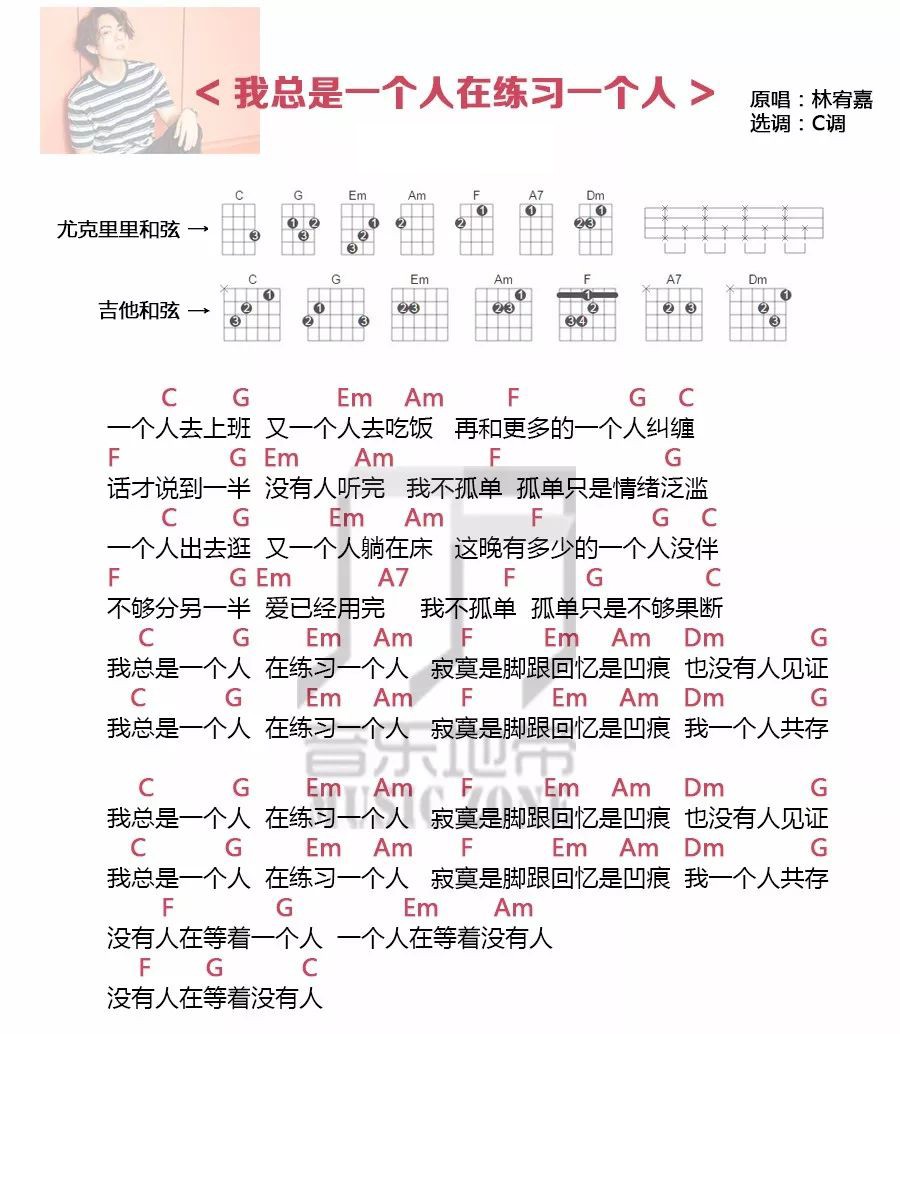 < 我总是一个人在练习一个人 >
原唱：林宥嘉
选调：C调
C G Em Am F A7 Dm
尤克里里和弦 →
C G Em Am F A7 Dm
吉他和弦 →
C G Em Am F G C
一个人去上班 又一个人去吃饭 再和更多的一个人纠缠
F G Em Am F G
话才说到一半 没有人听完 我不孤单 孤单只是情绪泛滥
C G Em Am F G C
一个人出去逛 又一个人躺在床 这晚有多少的一个人没伴
F G Em A7 F G C
不够分另一半 爱已经用完 我不孤单 孤单只是不够果断
C G Em Am F Em Am Dm G
我总是一个人 在练习一个人 寂寞是脚跟回忆是凹痕 也没有人见证
C G Em Am F Em Am Dm G
我总是一个人 在练习一个人 寂寞是脚跟回忆是凹痕 我一个人共存
音乐地带
MUSIC ZONE
C G Em Am F Em Am Dm G
我总是一个人 在练习一个人 寂寞是脚跟回忆是凹痕 也没有人见证
C G Em Am F Em Am Dm G
我总是一个人 在练习一个人 寂寞是脚跟回忆是凹痕 我一个人共存
F G Em Am
没有人在等着一个人 一个人在等着没有人
F G C
没有人在等着没有人